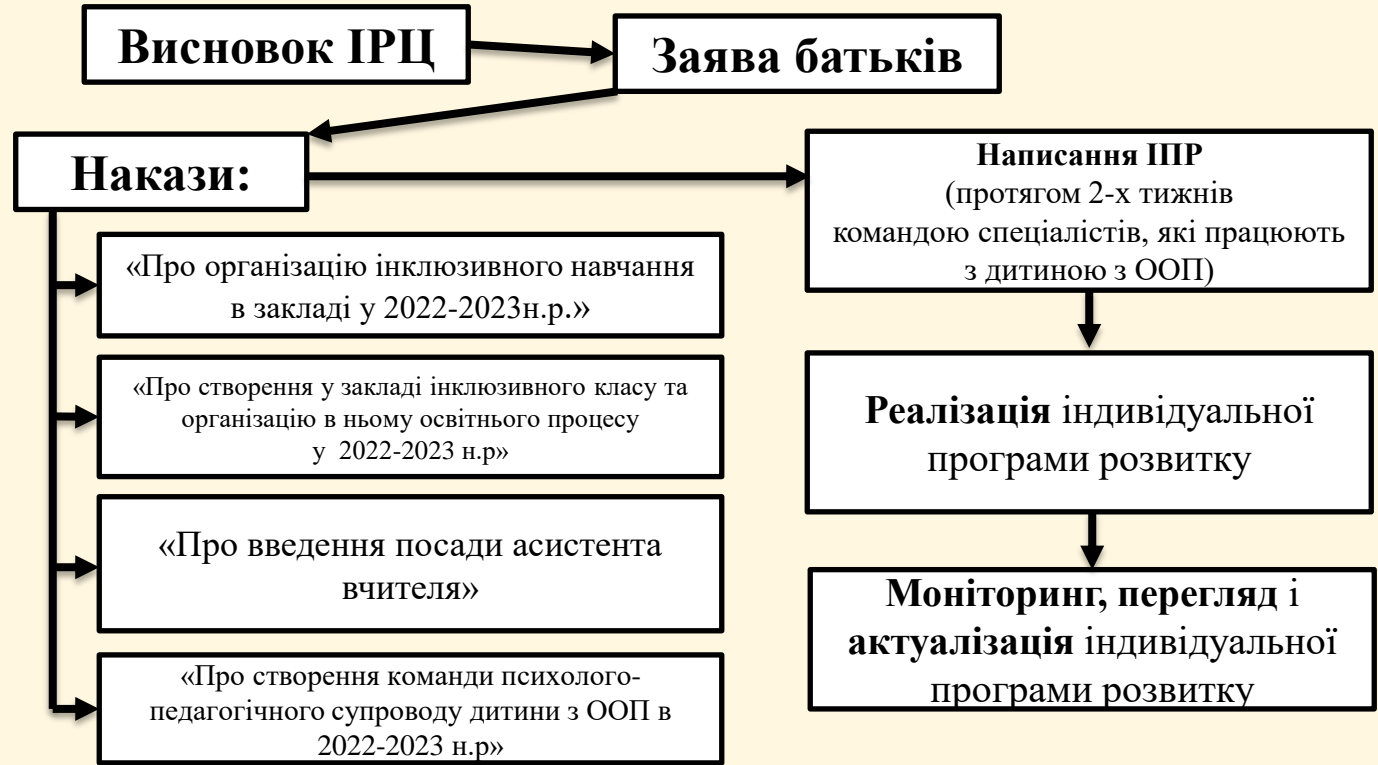 Висновок ІРЦ
Заява батьків
Накази:
«Про організацію інклюзивного навчання
в закладі у 2022-2023н.р.»
«Про створення у закладі інклюзивного класу та
організацію в ньому освітнього процесу
у 2022-2023 н.р»
«Про введення посади асистента
вчителя»
«Про створення команди психолого-
педагогічного супроводу дитини з ООП в
2022-2023 н.р»
Написання ІПР
(протягом 2-х тижнів
командою спеціалістів, які працюють
з дитиною з ООП)
Реалізація індивідуальної
програми розвитку
Моніторинг, перегляд і
актуалізація індивідуальної
програми розвитку